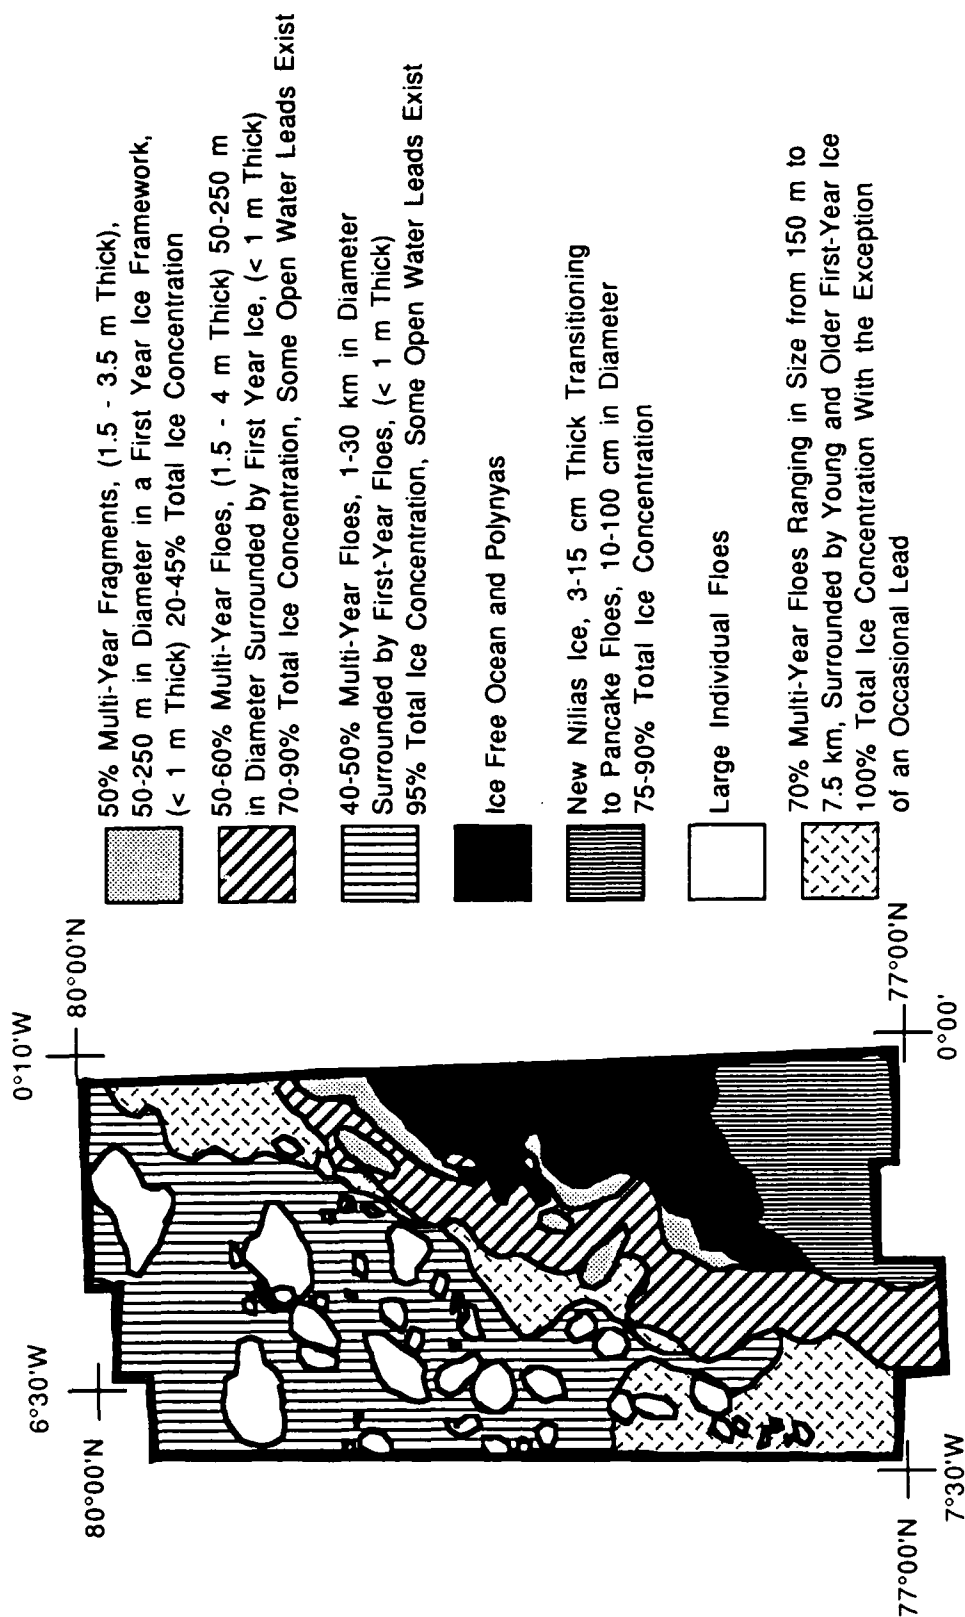 0°10'W
80°00'N
6°30'W
80°00'N
77°00'N
0°00'
77°00'N
7°30'W
50% Multi-Year Fragments, (1.5 - 3.5 m Thick),
50-250 m in Diameter in a First Year Ice Framework,
(< 1 m Thick) 20-45% Total Ice Concentration
50-60% Multi-Year Floes, (1.5 - 4 m Thick) 50-250 m
in Diameter Surrounded by First Year Ice, (< 1 m Thick)
70-90% Total Ice Concentration, Some Open Water Leads Exist
40-50% Multi-Year Floes, 1-30 km in Diameter
Surrounded by First-Year Floes, (< 1 m Thick)
95% Total Ice Concentration, Some Open Water Leads Exist
Ice Free Ocean and Polynyas
New Nilias Ice, 3-15 cm Thick Transitioning
to Pancake Floes, 10-100 cm in Diameter
75-90% Total Ice Concentration
Large Individual Floes
70% Multi-Year Floes Ranging in Size from 150 m to
7.5 km, Surrounded by Young and Older First-Year Ice
100% Total Ice Concentration With the Exception
of an Occasional Lead